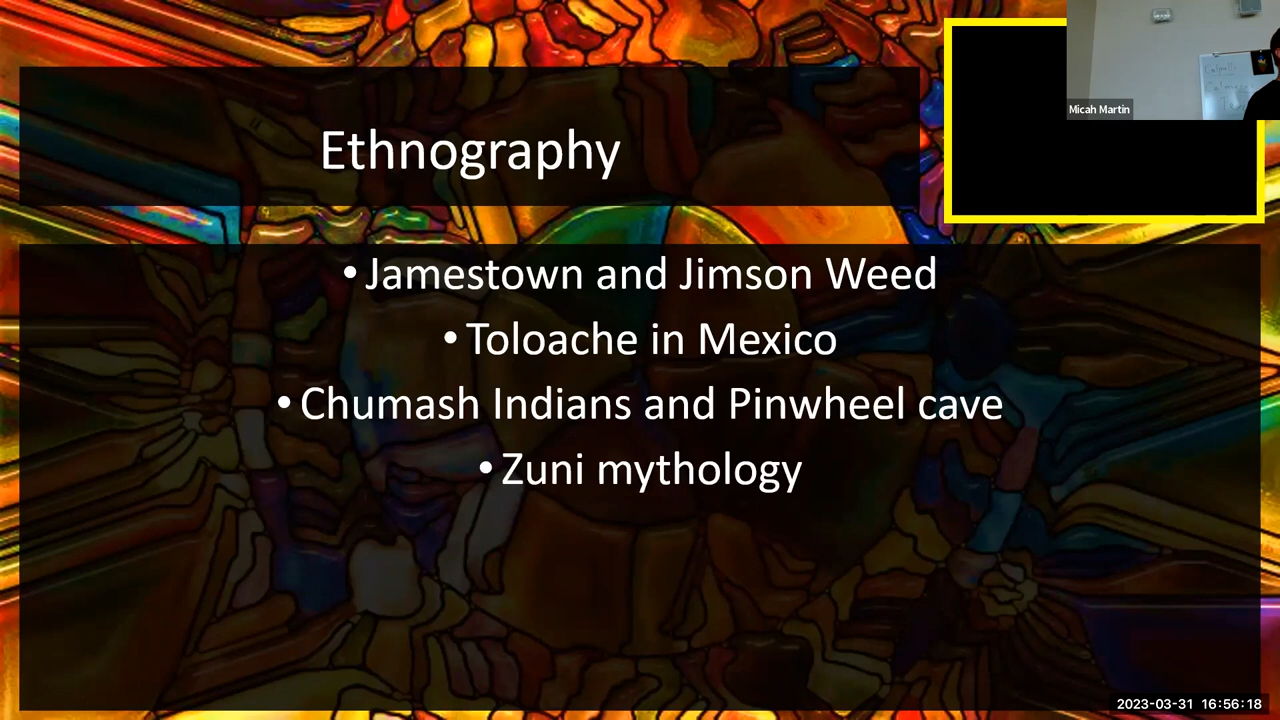 Ethnography
Micah Martin
• Jamestown and Jimson Weed
• Toloache in Mexico
• Chumash Indians and Pinwheel cave
• Zuni mythology
2023-03-31 16:56:18